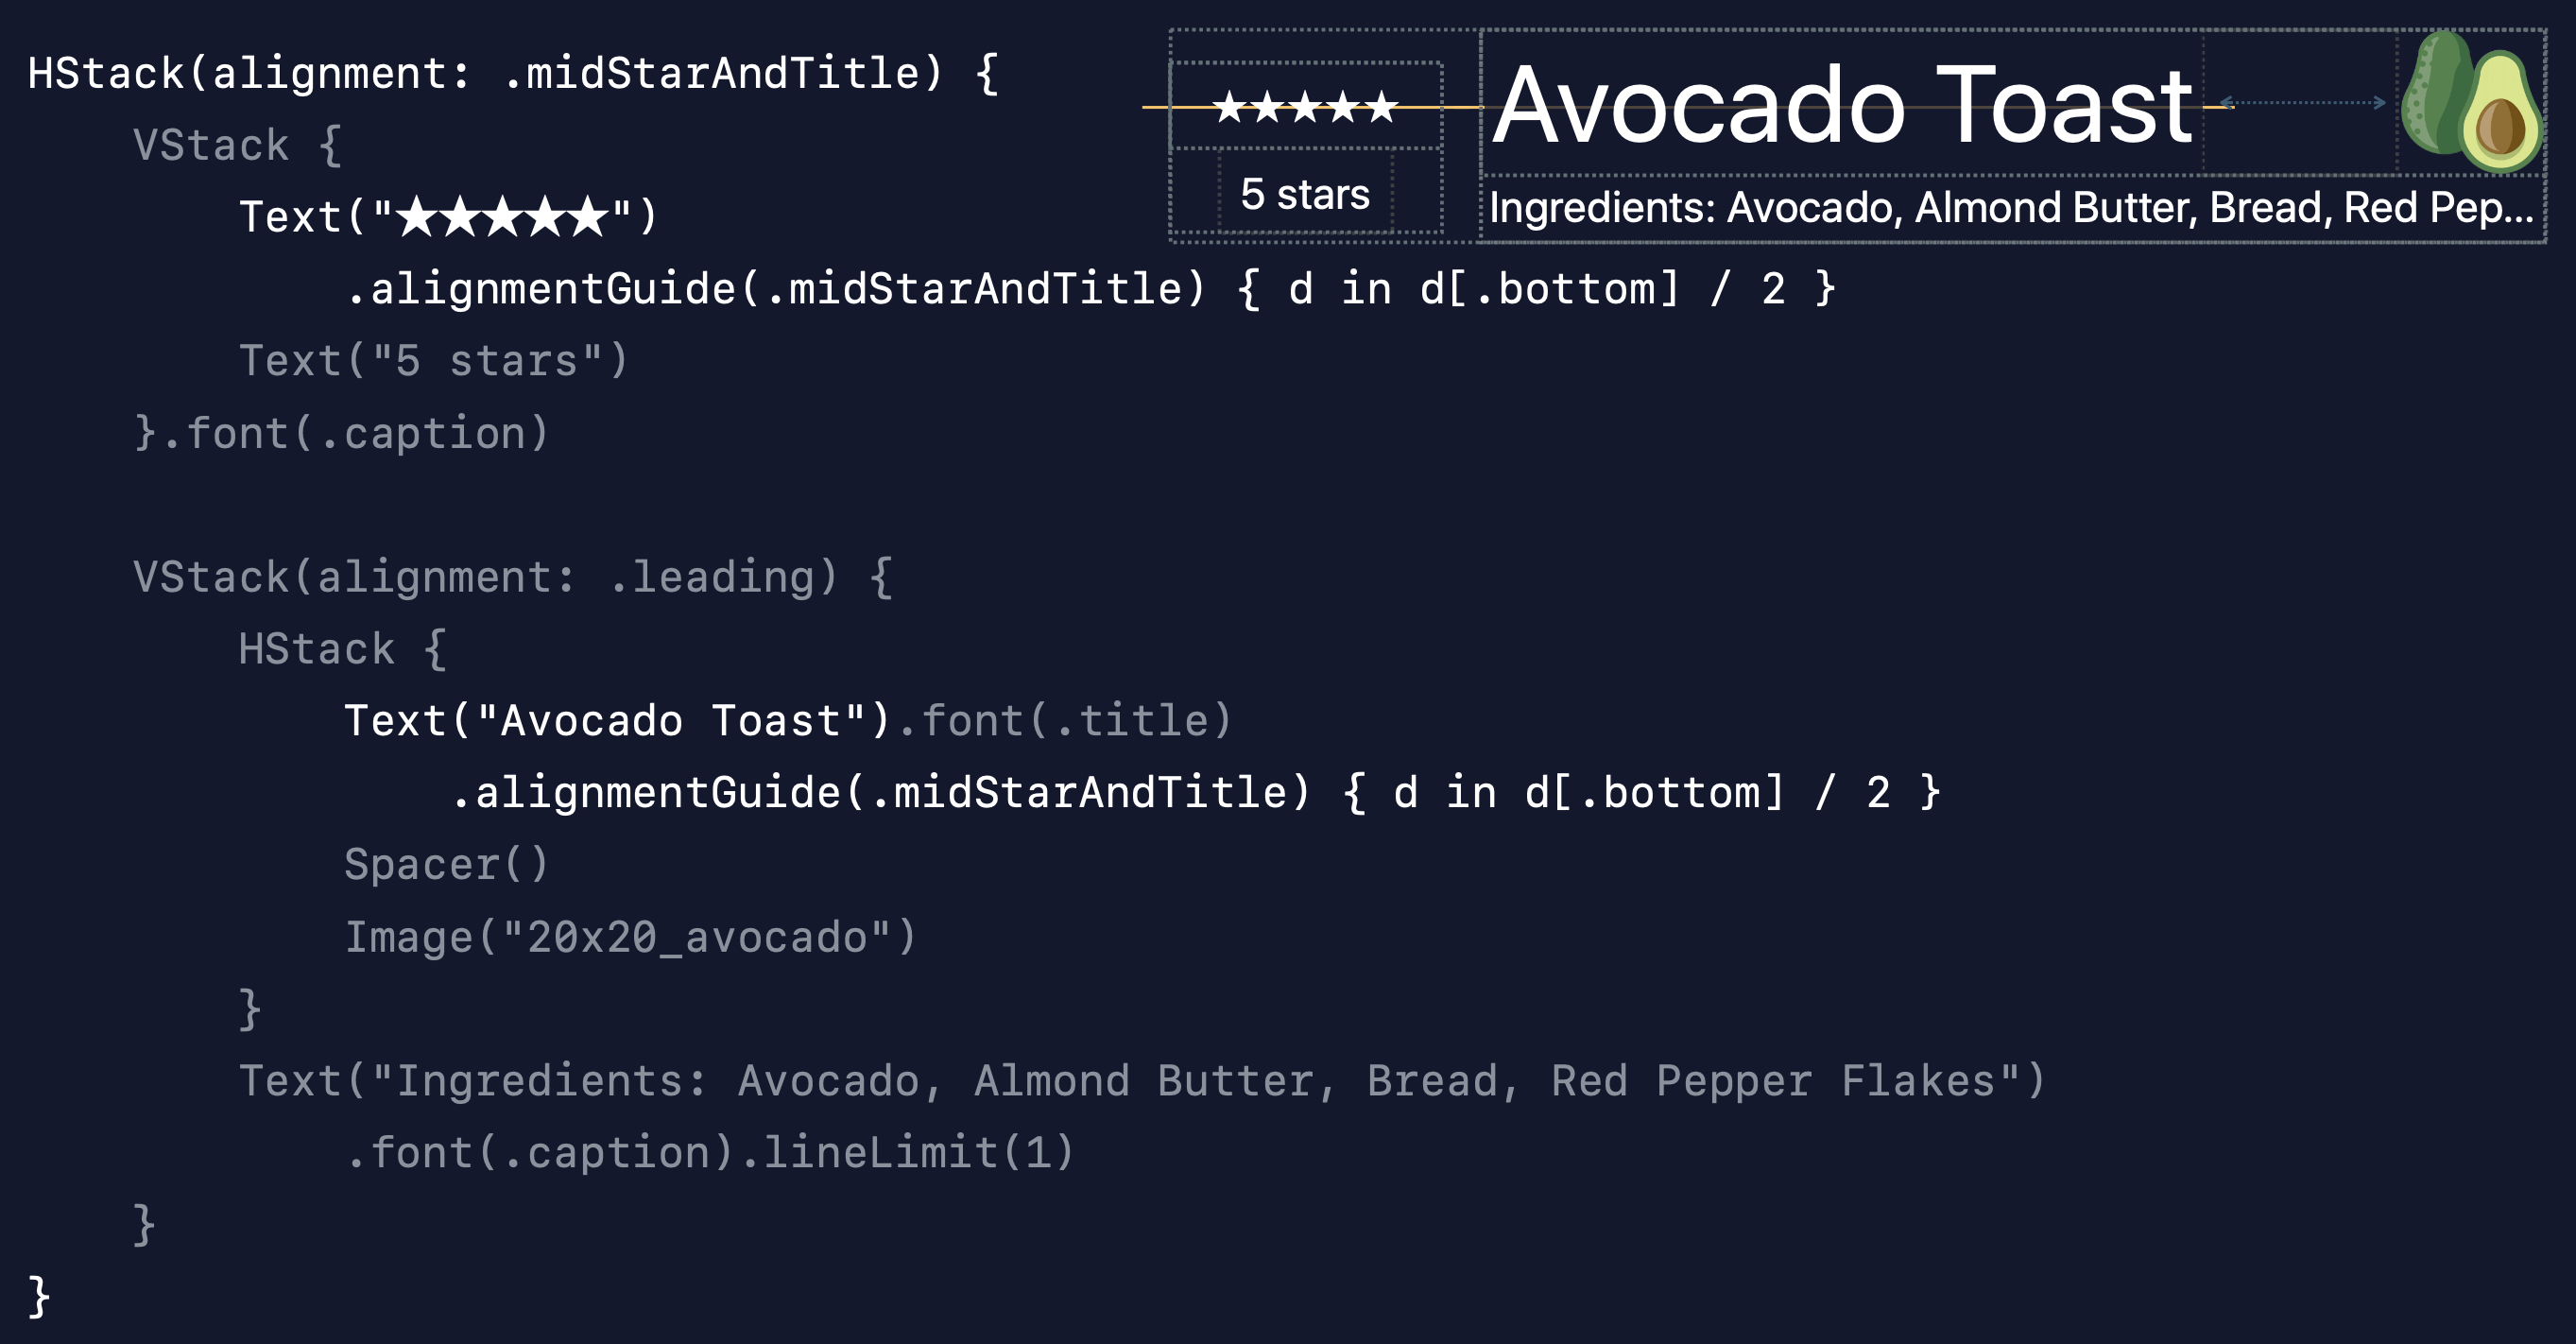 HStack(alignment: .midStarAndTitle) {
    VStack {
        Text("★★★★★")
            .alignmentGuide(.midStarAndTitle) { d in d[.bottom] / 2 }
        Text("5 stars")
    }.font(.caption)

    VStack(alignment: .leading) {
        HStack {
            Text("Avocado Toast").font(.title)
                .alignmentGuide(.midStarAndTitle) { d in d[.bottom] / 2 }
            Spacer()
            Image("20x20_avocado")
        }
        Text("Ingredients: Avocado, Almond Butter, Bread, Red Pepper Flakes")
            .font(.caption).lineLimit(1)
    }
}
★★★★★
5 stars
Avocado Toast
Ingredients: Avocado, Almond Butter, Bread, Red Pep...